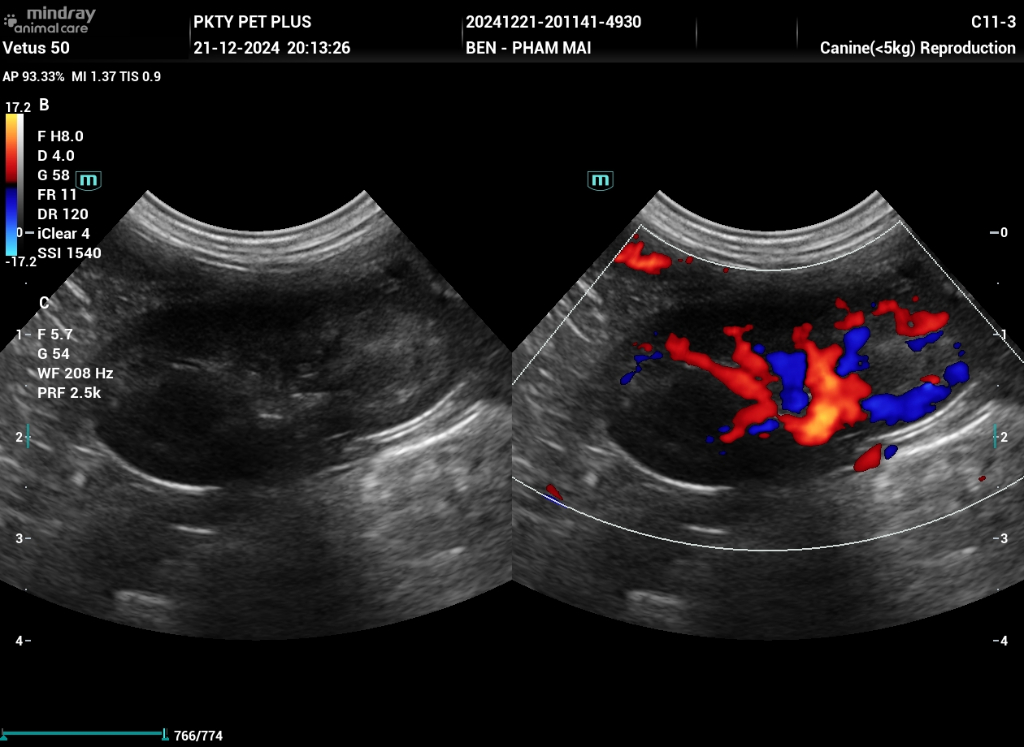 mindray
animalcare
Vetus 50
PKTY PET PLUS
21-12-2024 20:13:26
20241221-201141-4930
BEN - PHAM MAI
C11-3
Canine(<5kg) Reproduction
AP 93.33% MI 1.37 TIS 0.9
17.2
B
F H8.0
D 4.0
G 58
FR 11
DR 120
iClear 4
SSI 1540
0
-17.2
C
F 5.7
G 54
WF 208 Hz
PRF 2.5k
m
m
1
2
3
4
0
1
2
3
4
766/774